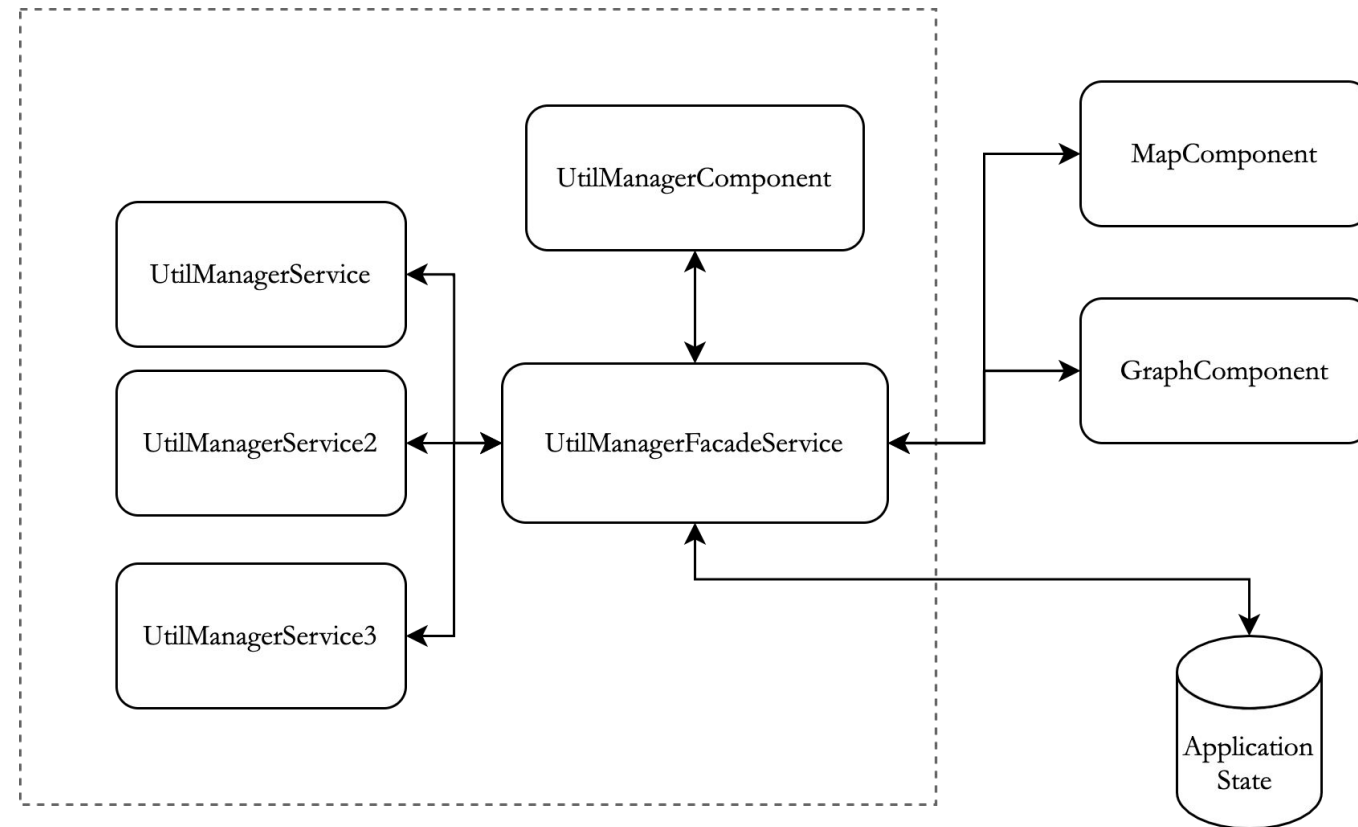 UtilManagerComponent
MapComponent
UtilManagerService
GraphComponent
UtilManagerService2
UtilManagerFacadeService
UtilManagerService3
Application
State